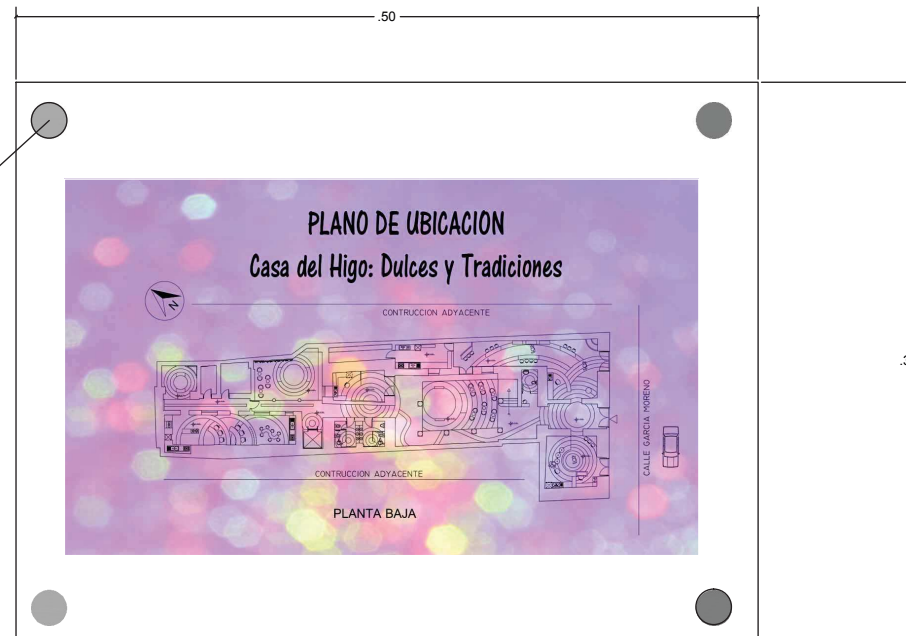 .50
PLANO DE UBICACION
Casa del Higo: Dulces y Tradiciones
N
CONTRUCCION ADYACENTE
CALLE GARCIA MORENO
CONTRUCCION ADYACENTE
PLANTA BAJA